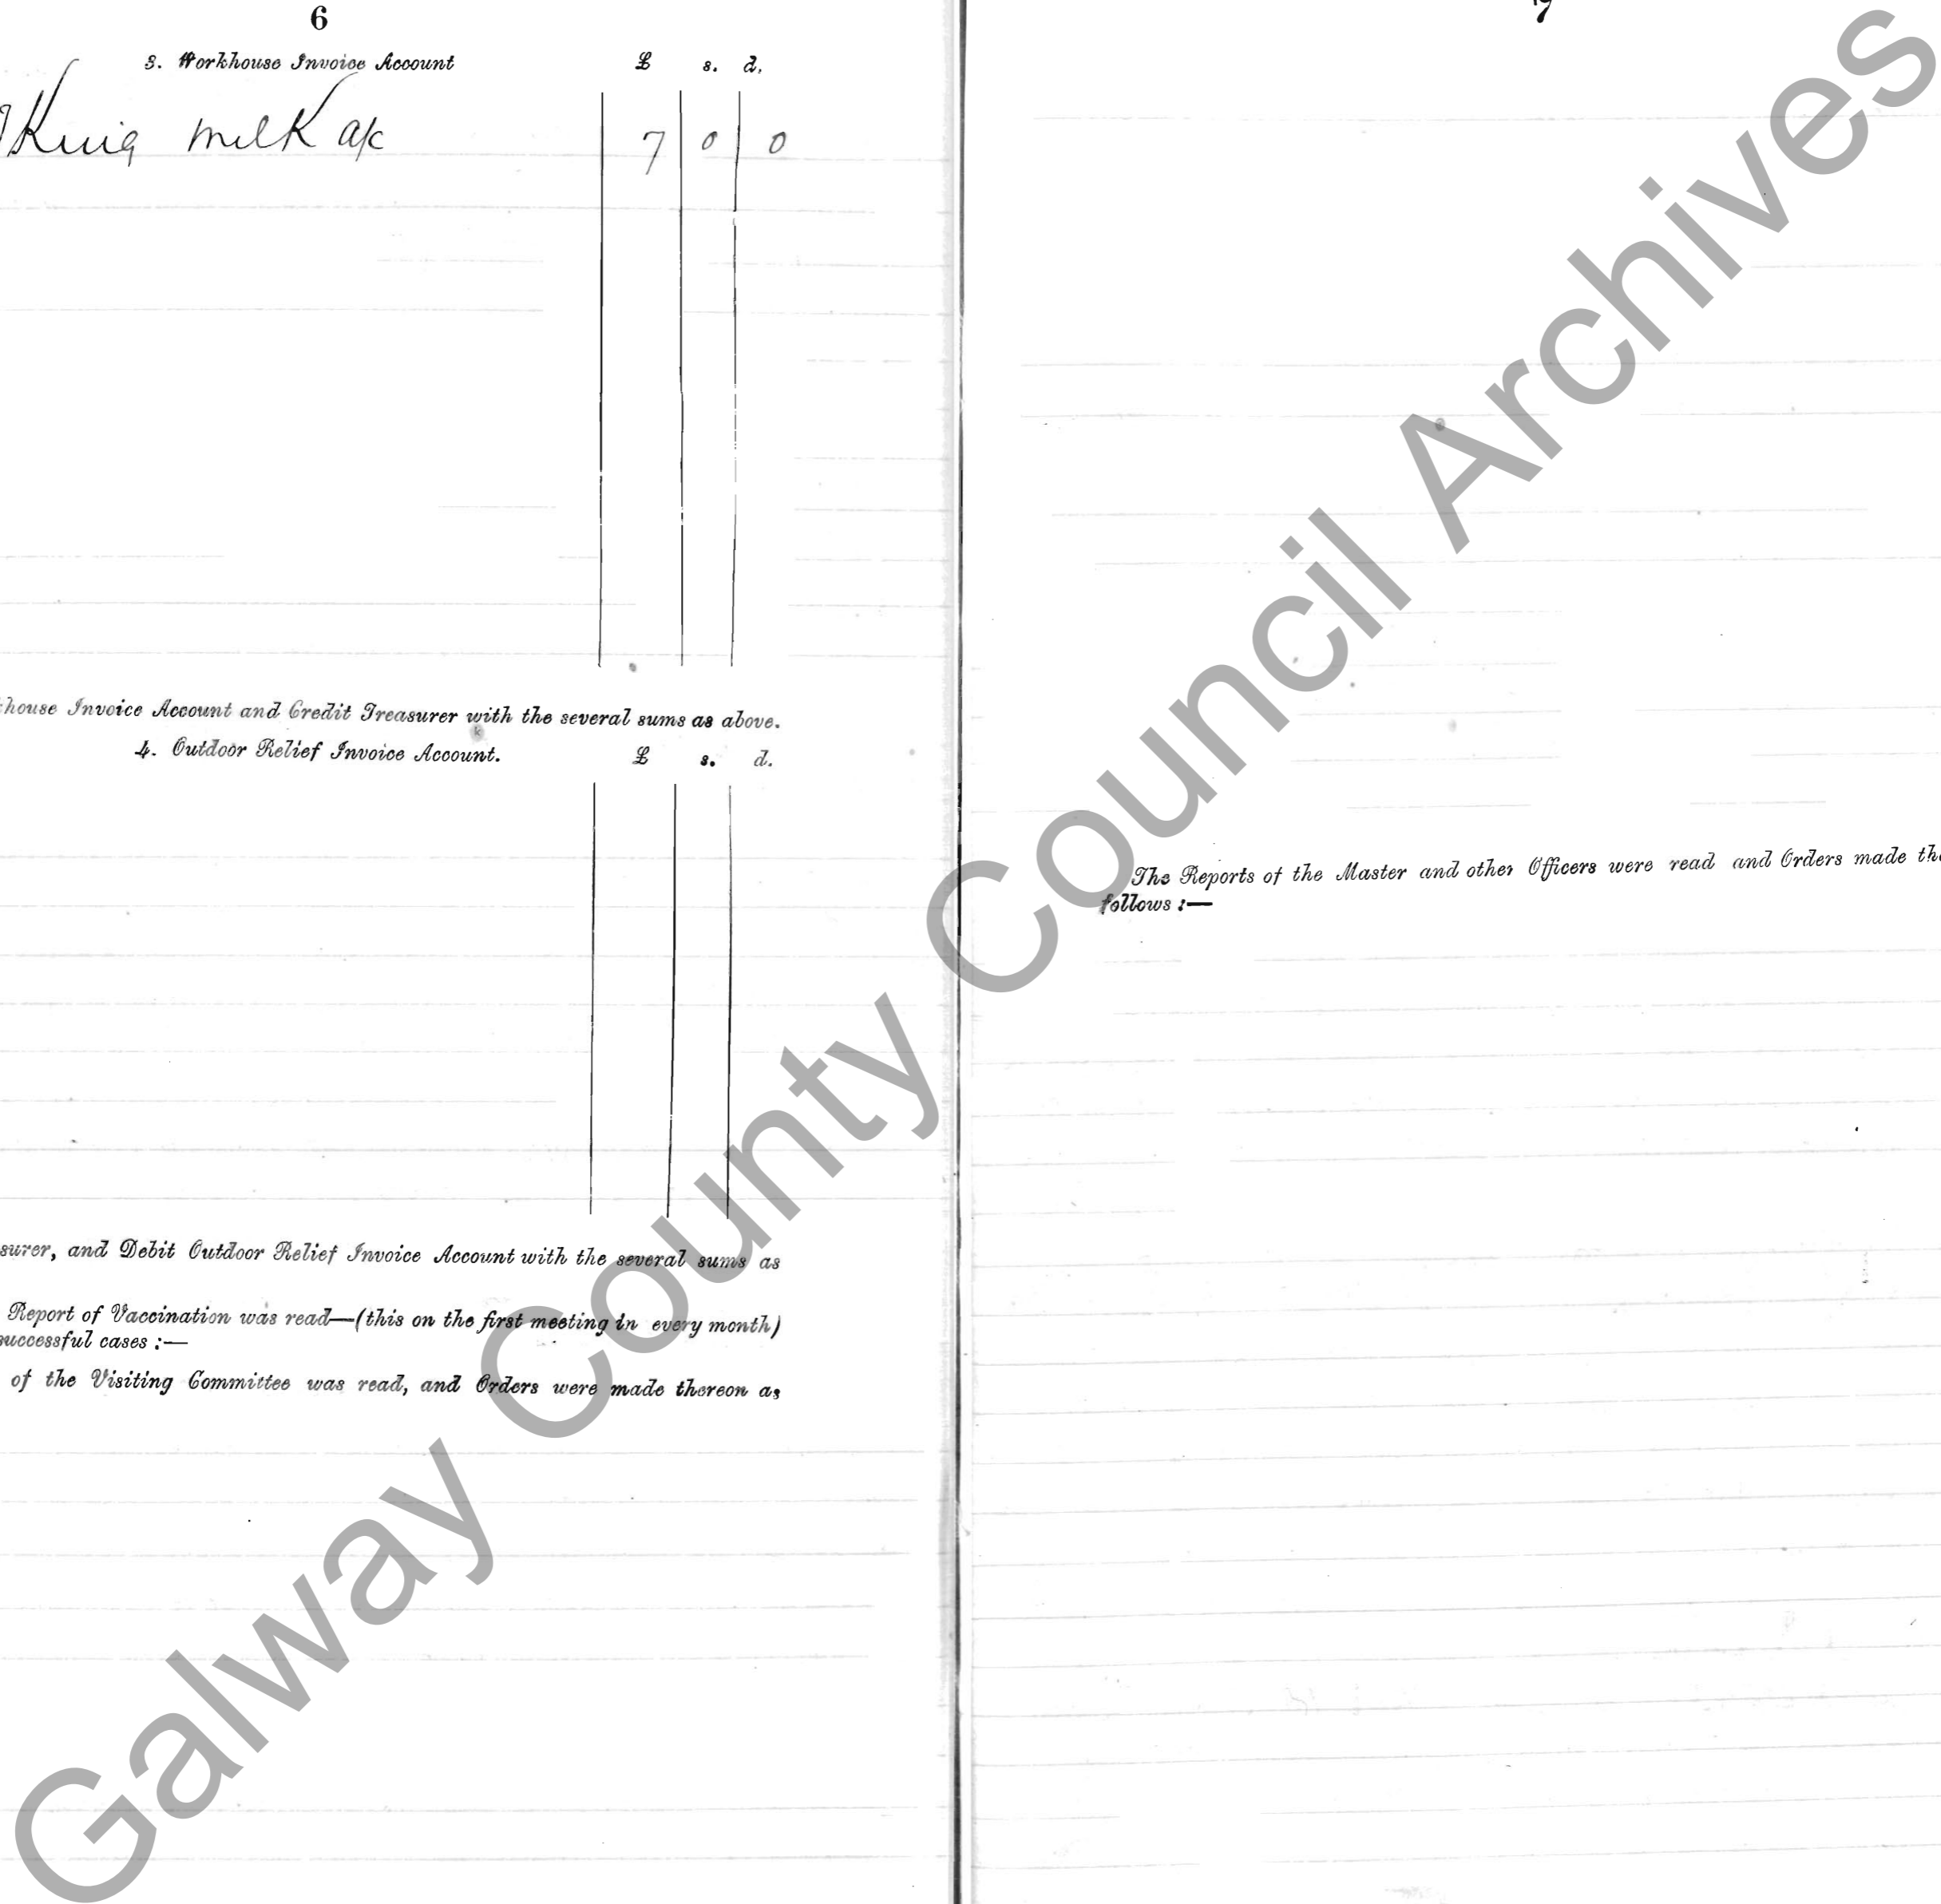 6
3. Workhouse Invoice Account £ s. d.
King milk a/c 7 0 0
house Invoice Account and Credit Treasurer with the several sums as above.
4. Outdoor Relief Invoice Account. £ s. d.
surer, and Debit Outdoor Relief Invoice Account with the several sums as
Report of Vaccination was read—(this on the first meeting in every month)
successful cases :—
of the Visiting Committee was read, and Orders were made thereon as
7
The Reports of the Master and other Officers were read and Orders made the
follows :—
Galway County Council Archives